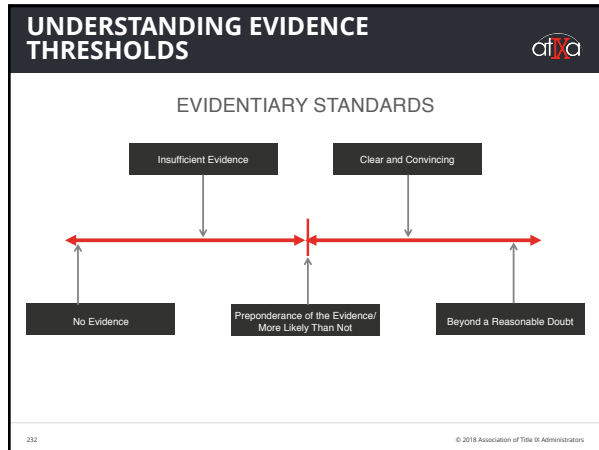 UNDERSTANDING EVIDENCE
THRESHOLDS
atIXa
EVIDENTIARY STANDARDS
Insufficient Evidence
Clear and Convincing
No Evidence
Preponderance of the Evidence/
More Likely Than Not
Beyond a Reasonable Doubt
232
© 2018 Association of Title IX Administrators